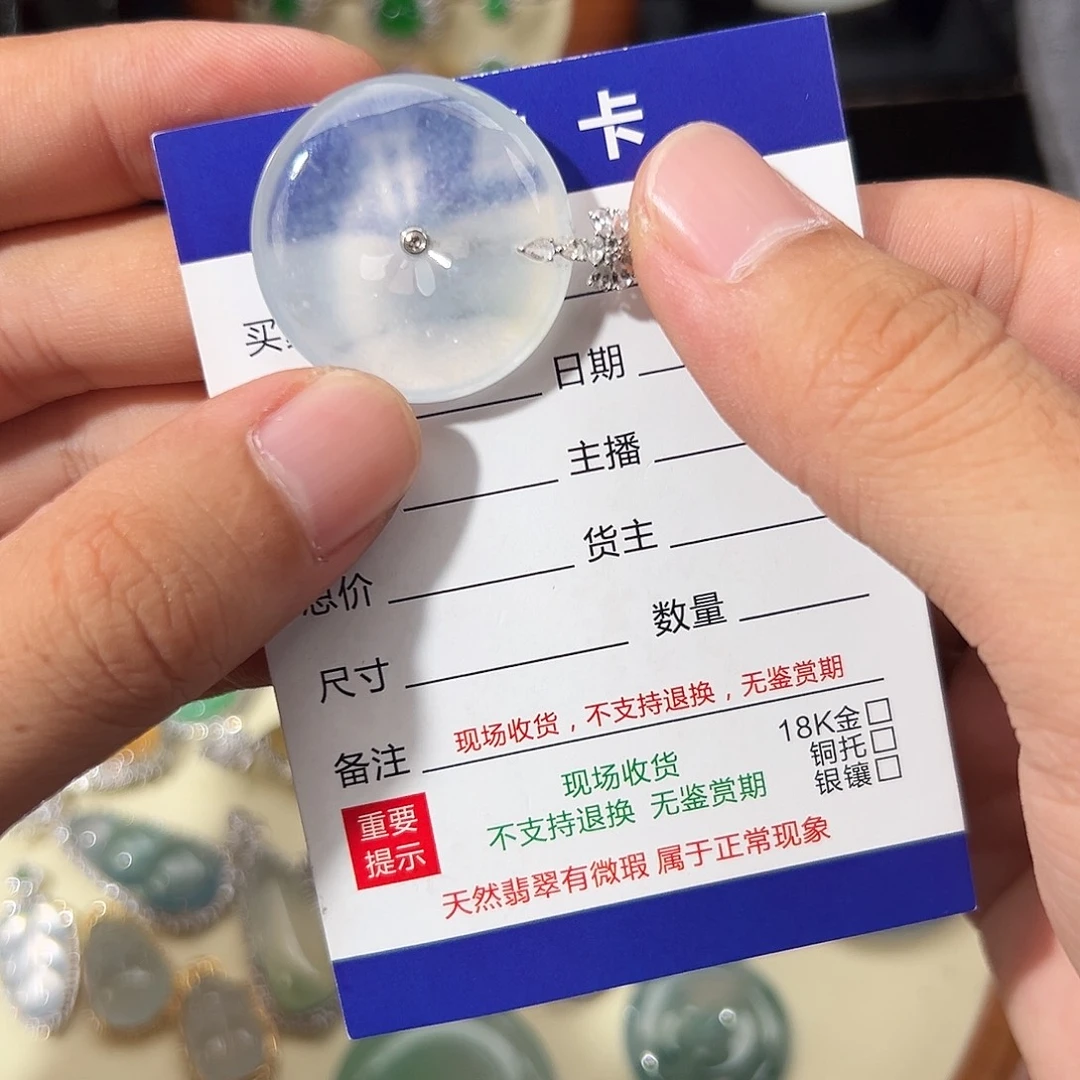 卡
买
日期
主播
货主
总价
数量
尺寸
现场收货，不支持退换，无鉴赏期
备注
18K金
铜托
银镶
现场收货
不支持退换 无鉴赏期
重要
提示
天然翡翠有微瑕 属于正常现象